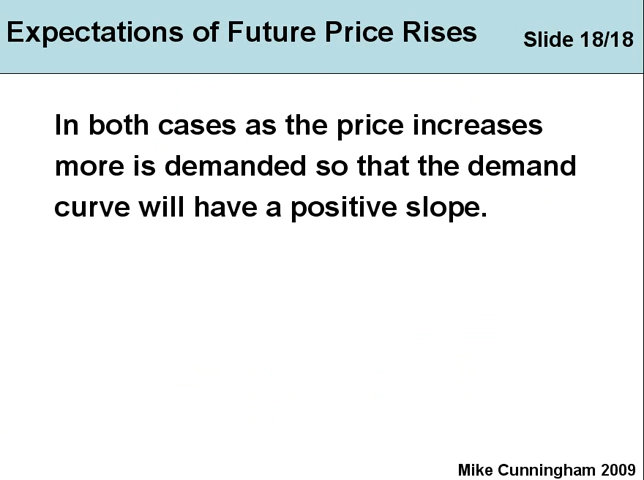 Expectations of Future Price Rises
Slide 18/18
In both cases as the price increases
more is demanded so that the demand
curve will have a positive slope.
Mike Cunningham 2009